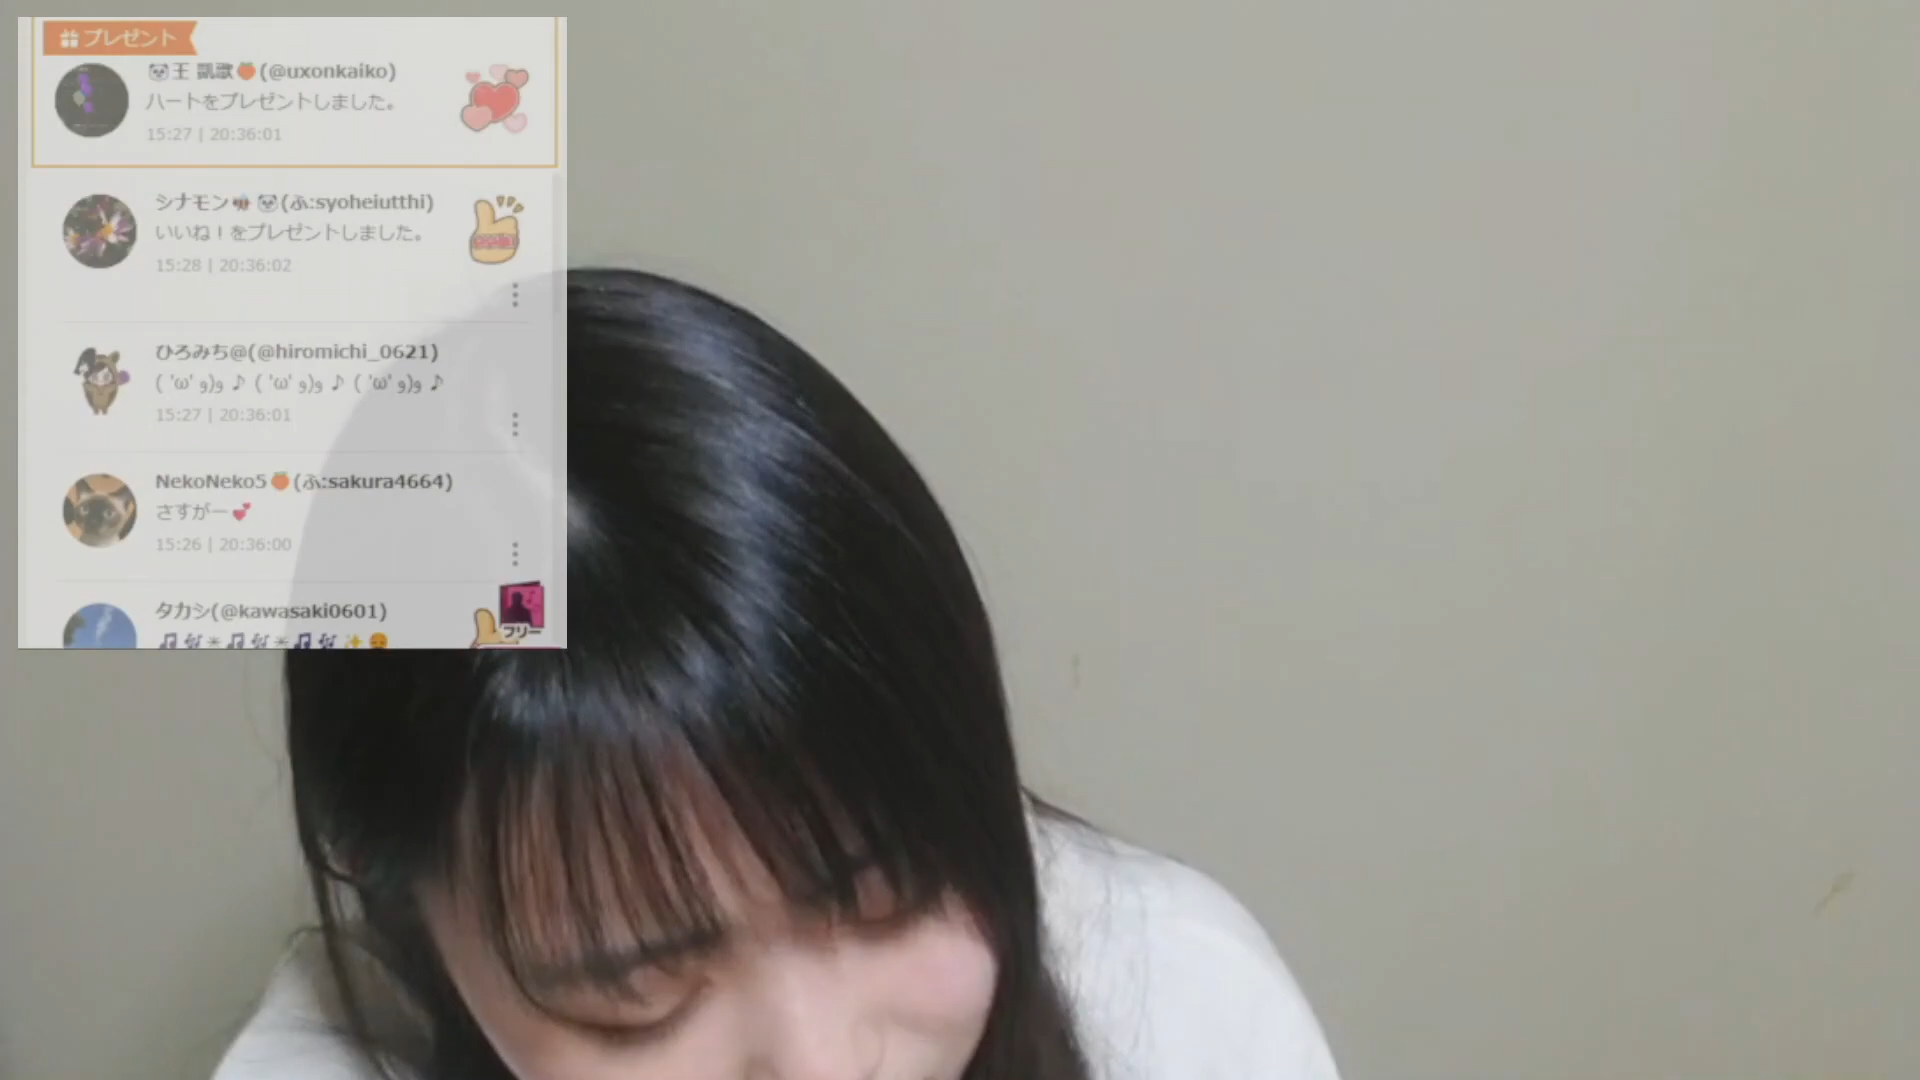 プレゼント
🐼王 凱歌🍊(@uxonkaiko)
ハートをプレゼントしました。
15:27 | 20:36:01
シナモン🐝🐼(ふ:syoheiutthi)
いいね！をプレゼントしました。
15:28 | 20:36:02
ひろみち@(@hiromichi_0621)
( 'ω' و)و ♪ ( 'ω' و)و ♪ ( 'ω' و)و ♪
15:27 | 20:36:01
NekoNeko5🍊(ふ:sakura4664)
さすがー💕
15:26 | 20:36:00
タカシ(@kawasaki0601)
フリー